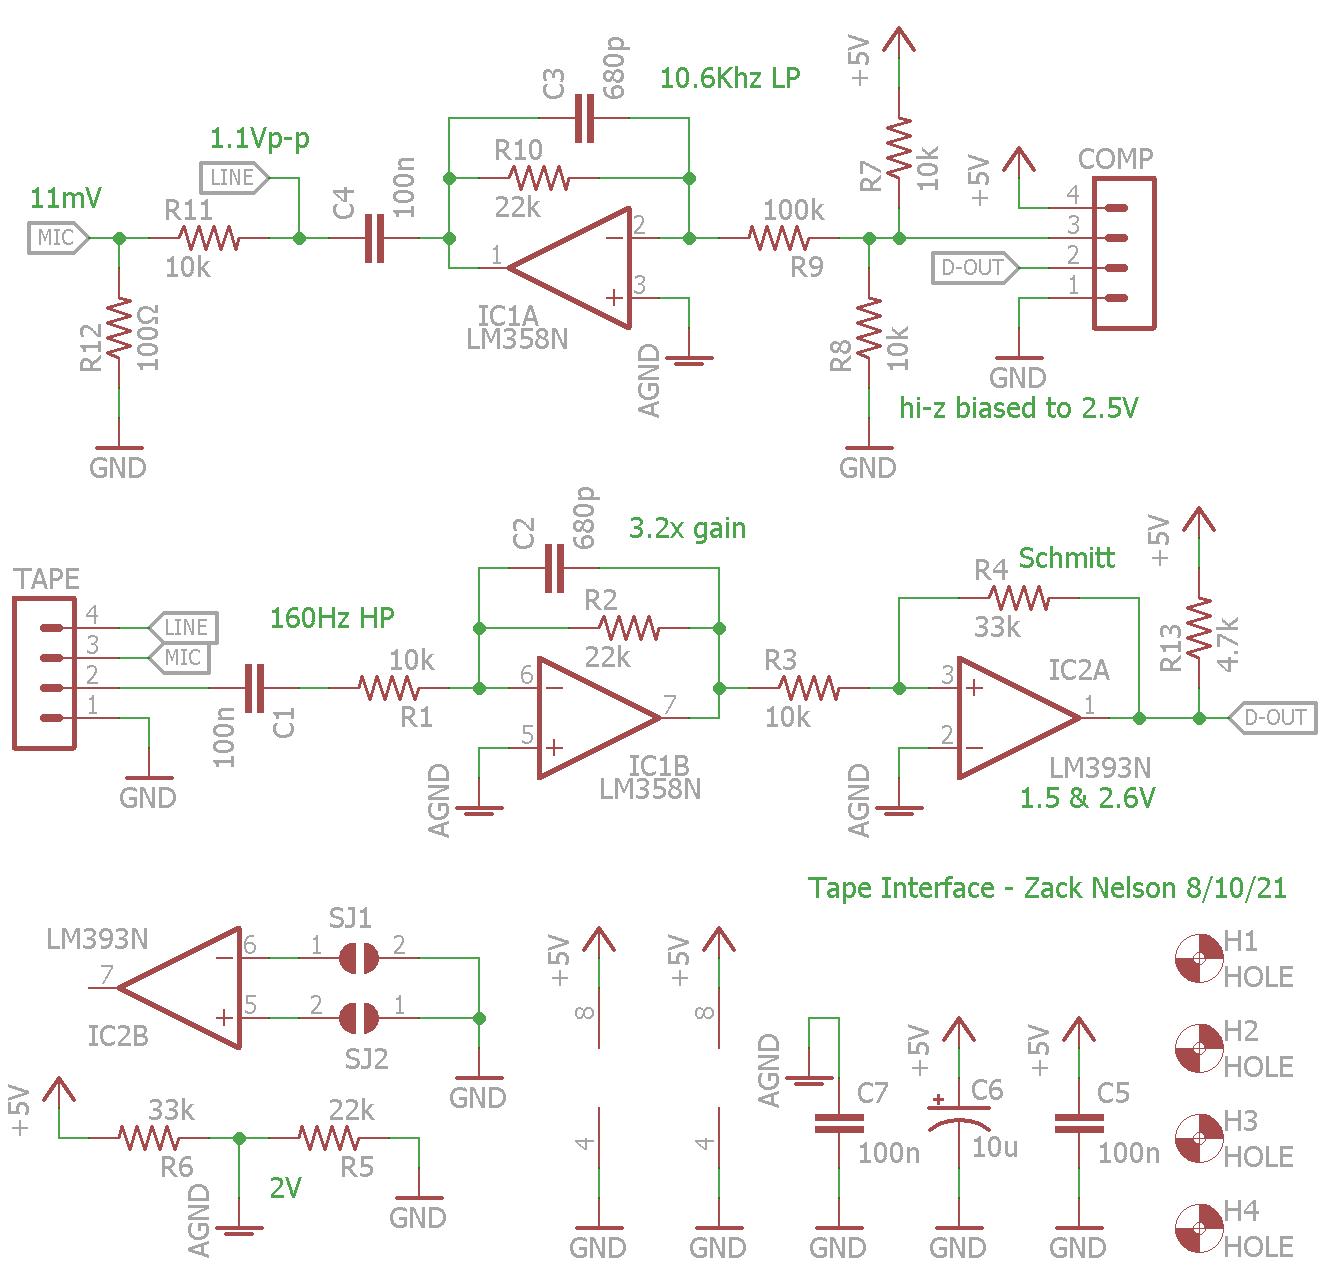 +5V
C3
680p
10.6Khz LP
1.1Vp-p
R10
22k
R7
10k
+5V
COMP
4
3
2
1
LINE
C4
100n
11mV
MIC
R11
10k
2
3
1
IC1A
LM358N
100k
R9
D-OUT
R12
100Ω
AGND
R8
10k
GND
hi-z biased to 2.5V
GND
GND
C2
680p
3.2x gain
+5V
Schmitt
TAPE
R4
33k
4
LINE
3
MIC
2
1
160Hz HP
R2
22k
R13
4.7k
10k
R1
6
5
7
R3
10k
3
2
IC2A
1
D-OUT
100n
C1
GND
AGND
IC1B
LM358N
AGND
LM393N
1.5 & 2.6V
Tape Interface - Zack Nelson 8/10/21
LM393N
SJ1
6
1
2
7
5
2
1
IC2B
SJ2
GND
+5V
33k
R6
22k
R5
AGND
2V
GND
+5V
8
4
GND
+5V
8
4
GND
AGND
C7
100n
GND
+5V
+
C6
10u
GND
+5V
C5
100n
GND
H1
HOLE
H2
HOLE
H3
HOLE
H4
HOLE